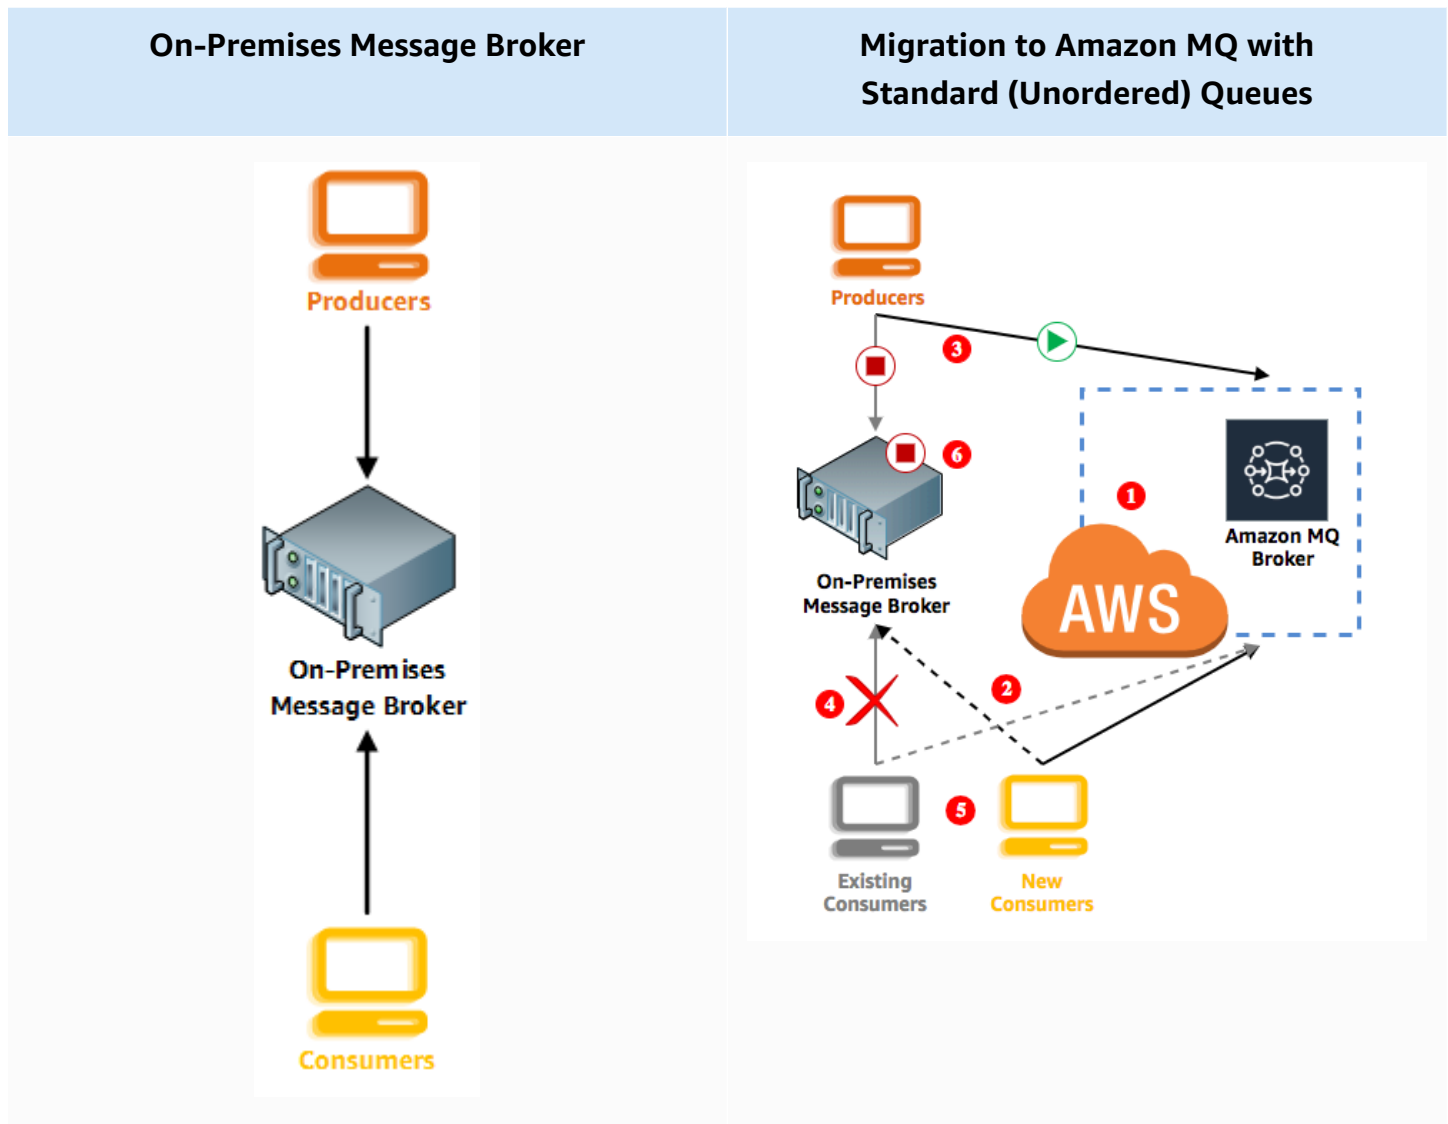 On-Premises Message Broker
Migration to Amazon MQ with
Standard (Unordered) Queues
Producers
On-Premises
Message Broker
Consumers
Producers
3
6
1
Amazon MQ
Broker
On-Premises
Message Broker
AWS
2
4
5
Existing
Consumers
New
Consumers